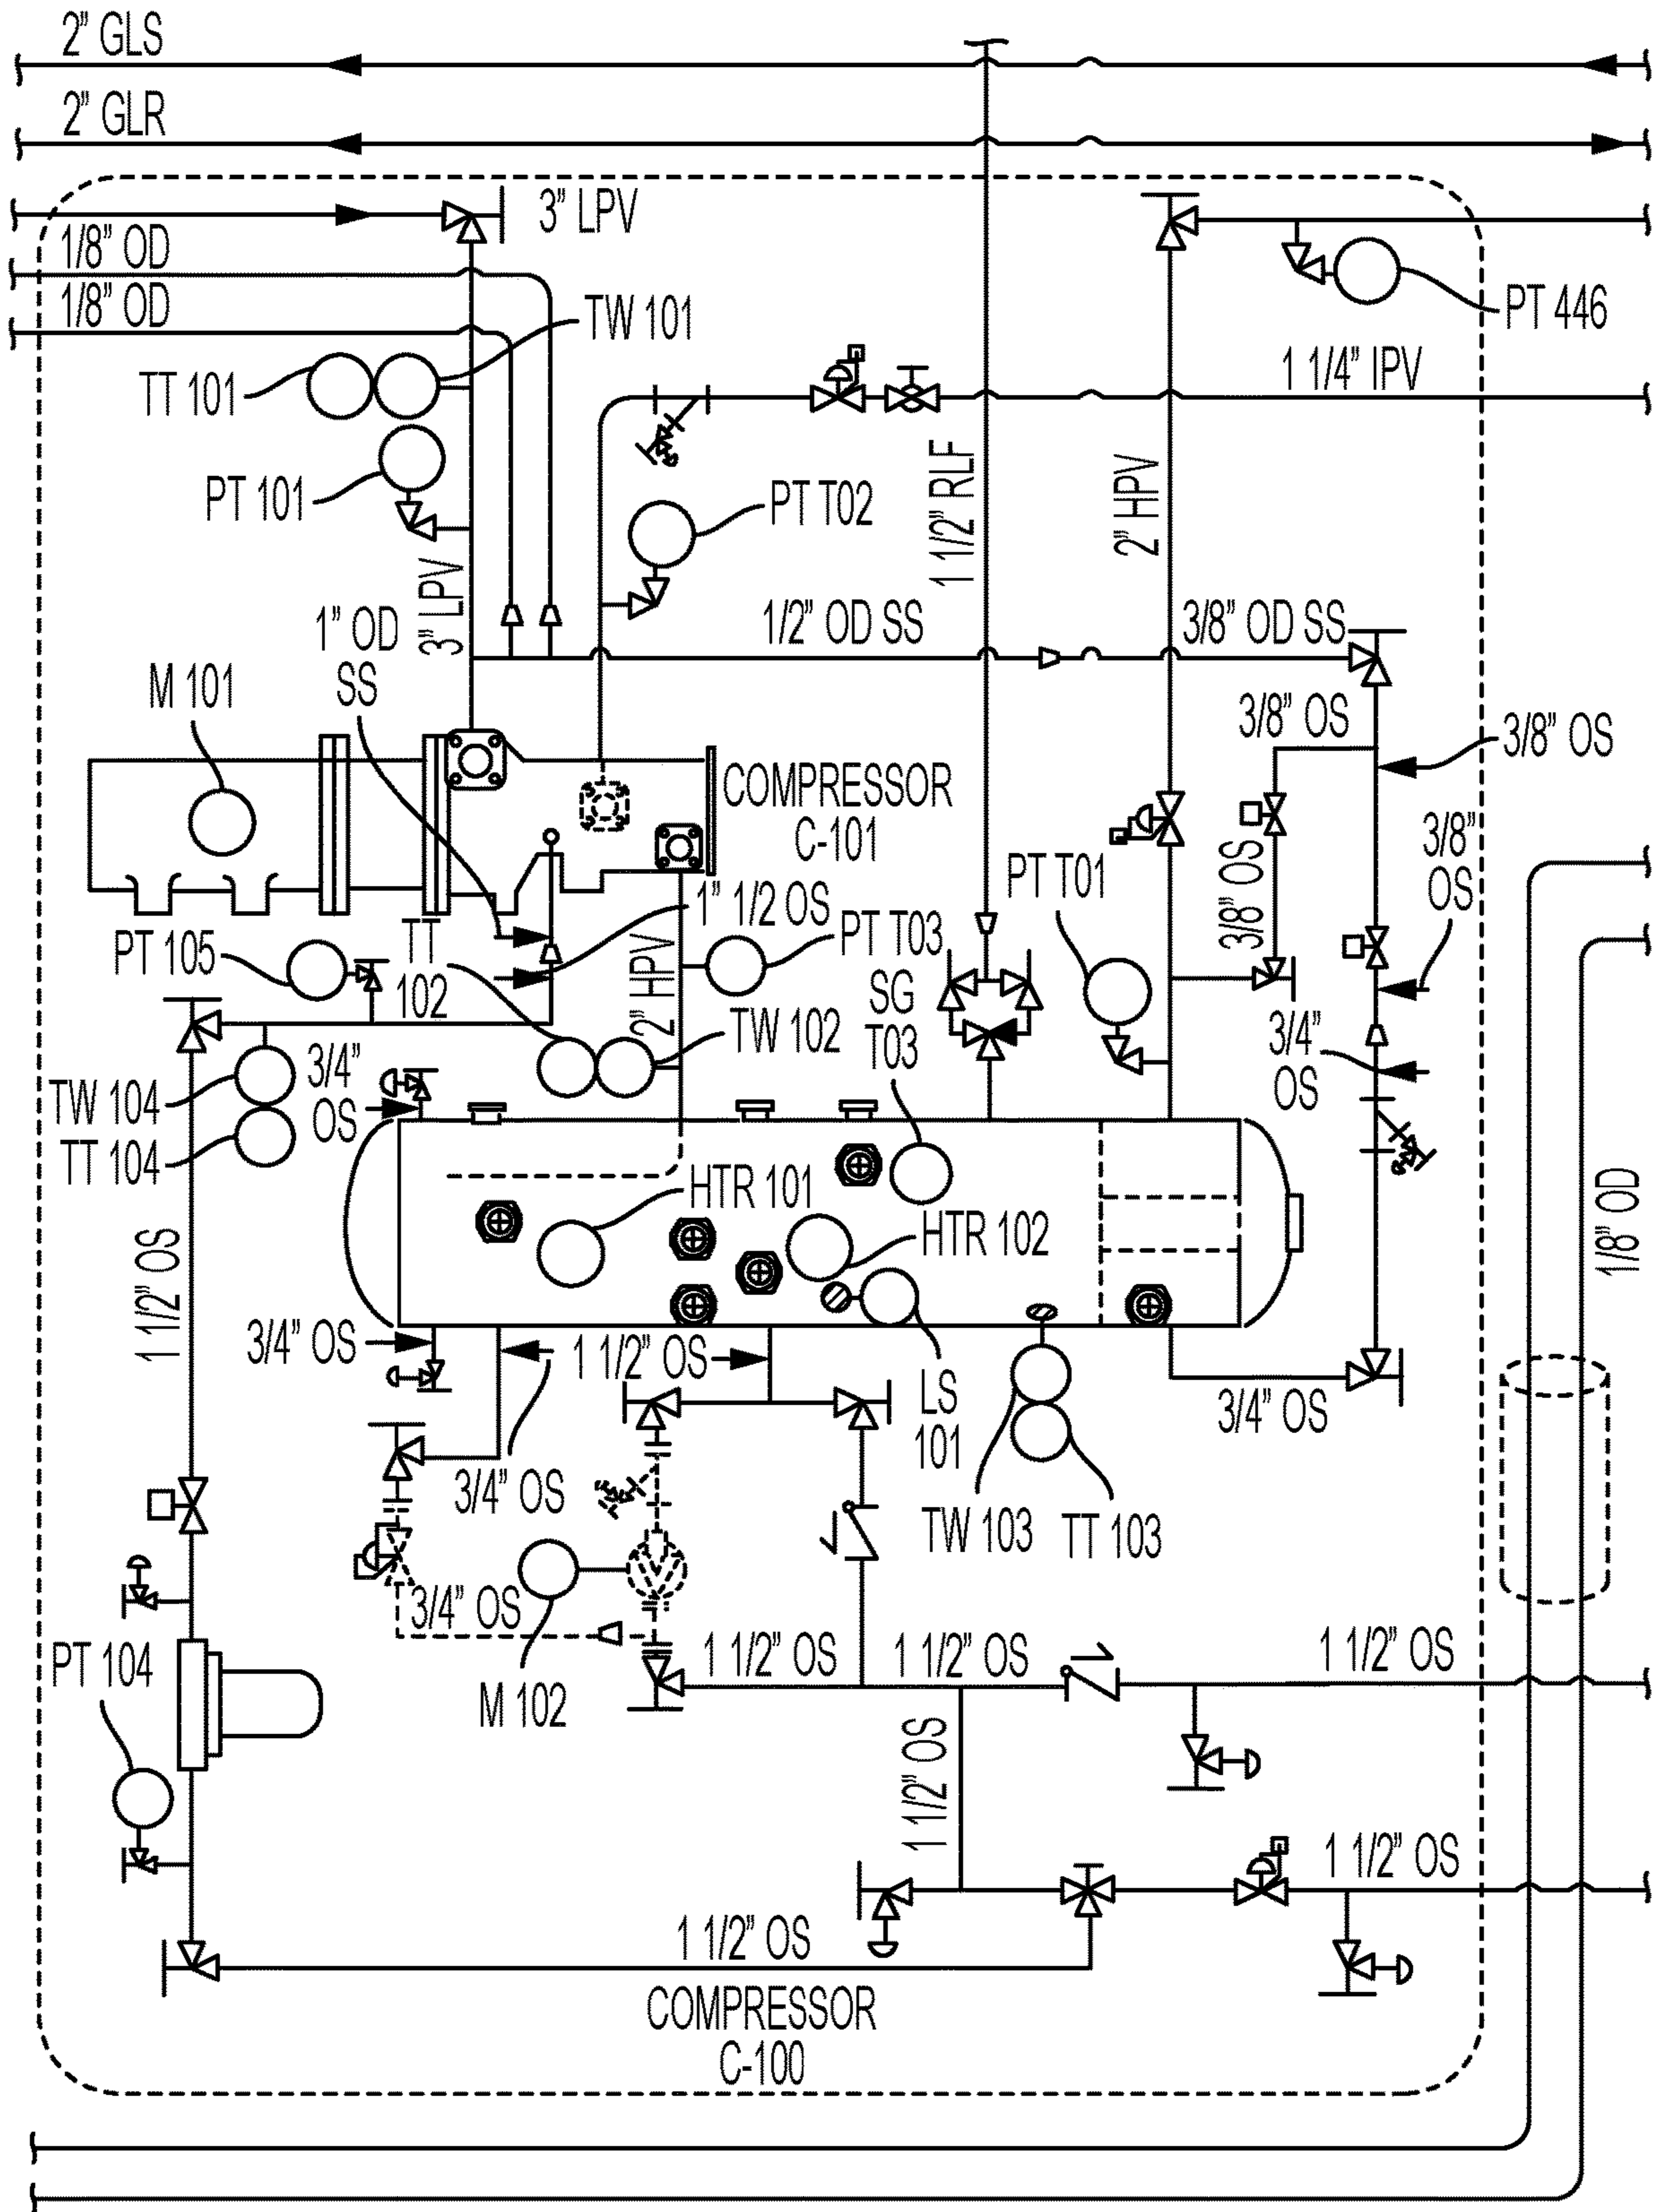 2” GLS
2” GLR
3” LPV
1/8” OD
1/8” OD
TW 101
PT 446
TT 101
1 1/4” IPV
PT 101
PT T02
1 1/2” RLF
2” HPV
3” LPV
1” OD
SS
1/2” OD SS
3/8” OD SS
M 101
3/8” OS
3/8” OS
COMPRESSOR
C-101
3/8”
OS
3/8” OS
PT T01
1” 1/2 OS
PT 105
TT
102
2” HPV
PT T03
SG
T03
TW 102
3/4”
OS
3/4”
OS
TW 104
TT 104
HTR 101
HTR 102
1/8” OD
1 1/2” OS
3/4” OS
1 1/2” OS
LS
101
3/4” OS
3/4” OS
TW 103
TT 103
3/4” OS
M 102
PT 104
1 1/2” OS
1 1/2” OS
1 1/2” OS
1 1/2” OS
1 1/2” OS
1 1/2” OS
COMPRESSOR
C-100